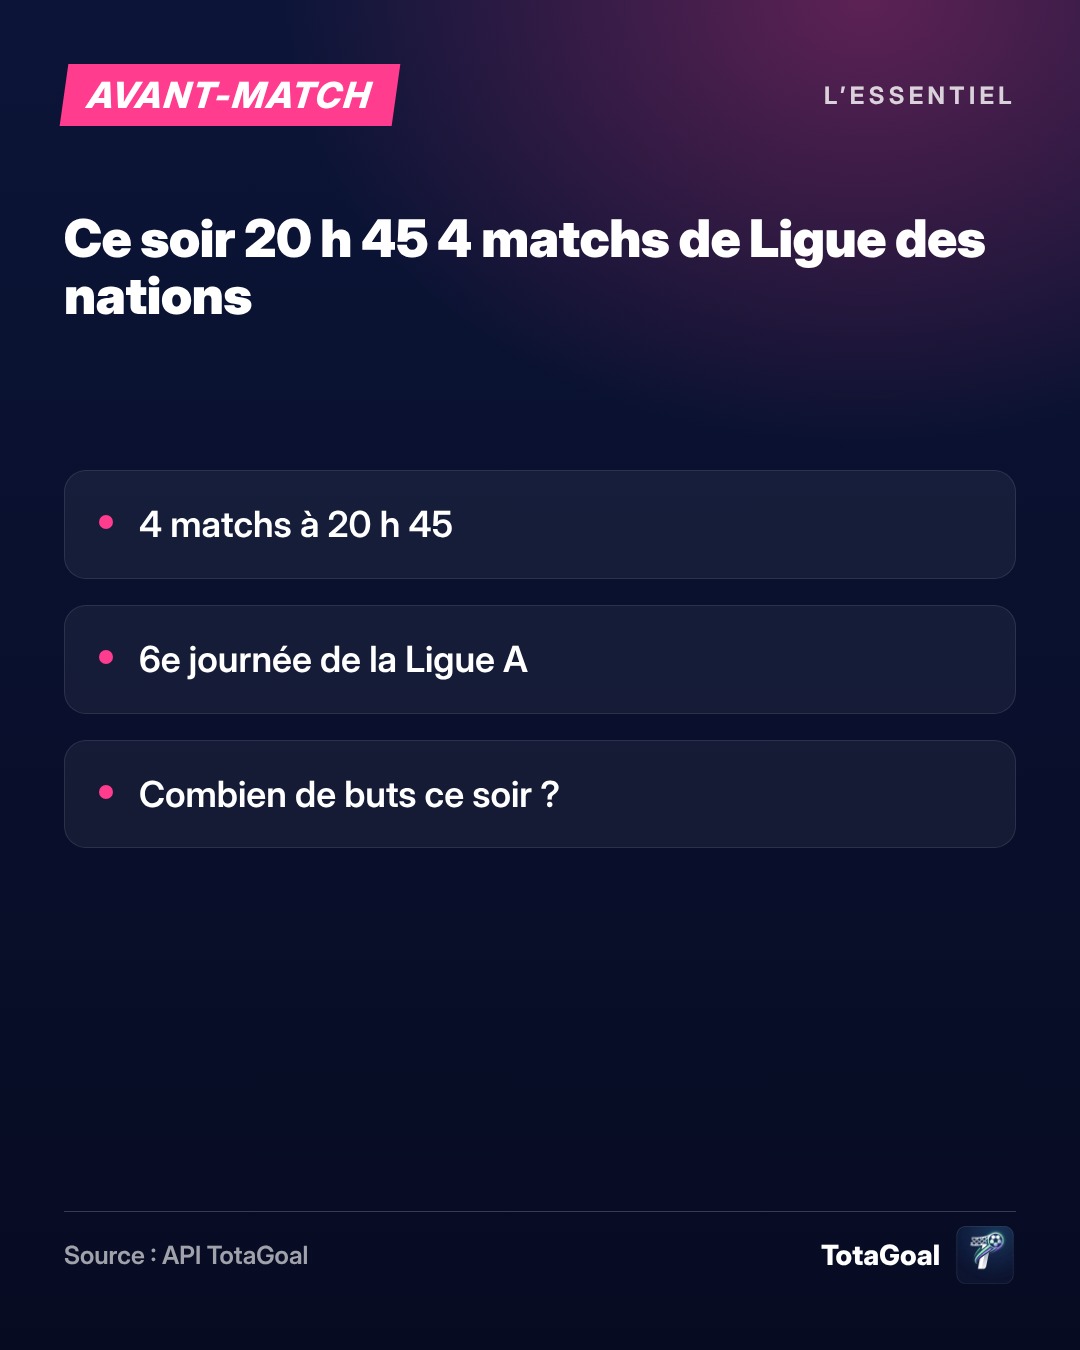 AVANT-MATCH
L’ESSENTIEL
Ce soir 20 h 45 4 matchs de Ligue des
nations
4 matchs à 20 h 45
6e journée de la Ligue A
Combien de buts ce soir ?
Source : API TotaGoal
TotaGoal